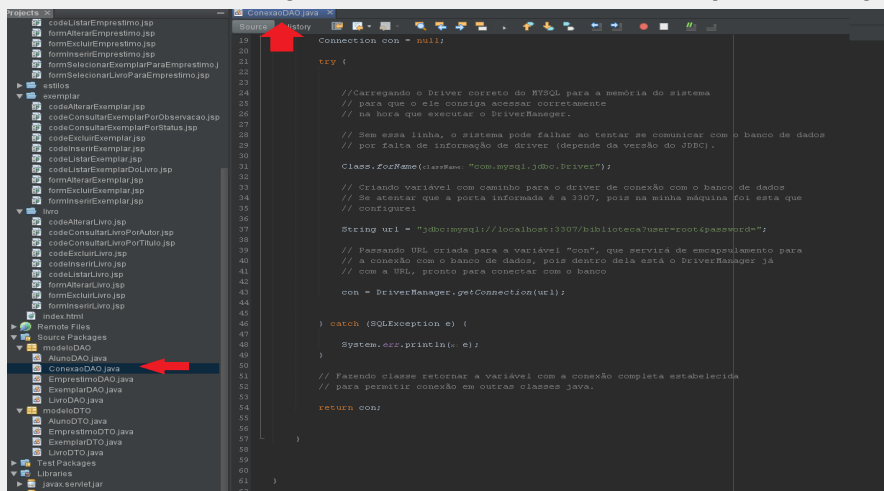 Projects
codeListarEmprestimo.jsp
formAlterarEmprestimo.jsp
formExcluirEmprestimo.jsp
formInserirEmprestimo.jsp
formSelecionarExemplarParaEmprestimo.j
formSelecionarLivroParaEmprestimo.jsp
estilos
exemplar
codeAlterarExemplar.jsp
codeConsultarExemplarPorObservacao.jsp
codeConsultarExemplarPorStatus.jsp
codeExcluirExemplar.jsp
codeInserirExemplar.jsp
codeListarExemplar.jsp
codeListarExemplarDoLivro.jsp
formAlterarExemplar.jsp
formExcluirExemplar.jsp
formInserirExemplar.jsp
livro
codeAlterarLivro.jsp
codeConsultarLivroPorAutor.jsp
codeConsultarLivroPorTitulo.jsp
codeExcluirLivro.jsp
codeInserirLivro.jsp
codeListarLivro.jsp
formAlterarLivro.jsp
formExcluirLivro.jsp
formInserirLivro.jsp
index.html
Remote Files
Source Packages
modeloDAO
AlunoDAO.java
ConexaoDAO.java
EmprestimoDAO.java
ExemplarDAO.java
LivroDAO.java
modeloDTO
AlunoDTO.java
EmprestimoDTO.java
ExemplarDTO.java
LivroDTO.java
Test Packages
Libraries
javax.servlet.jar
ConexaoDAO.java
Source History
19 Connection con = null;
20
21 try {
22
23
24 //Carregando o Driver correto do MYSQL para a memória do sistema
25 // para que o ele consiga acessar corretamente
26 // na hora que executar o DriverManeger.
27
28 // Sem essa linha, o sistema pode falhar ao tentar se comunicar com o banco de dados
29 // por falta de informação de driver (depende da versão do JDBC).
30
31 Class.forName(className: "com.mysql.jdbc.Driver");
32
33 // Criando variável com caminho para o driver de conexão com o banco de dados
34 // Se atentar que a porta informada é a 3307, pois na minha máquina foi esta que
35 // configurei
36
37 String url = "jdbc:mysql://localhost:3307/biblioteca?user=root&password=";
38
39 // Passando URL criada para a variável "con", que servirá de encapsulamento para
40 // a conexão com o banco de dados, pois dentro dela está o DriverManager já
41 // com a URL, pronto para conectar com o banco
42
43 con = DriverManager.getConnection(url);
44
45
46 } catch (SQLException e) {
47
48 System.err.println(x: e);
49 }
50
51 // Fazendo classe retornar a variável com a conexão completa estabelecida
52 // para permitir conexão em outras classes java.
53
54 return con;
55
56
57 }
58
59
60
61 }